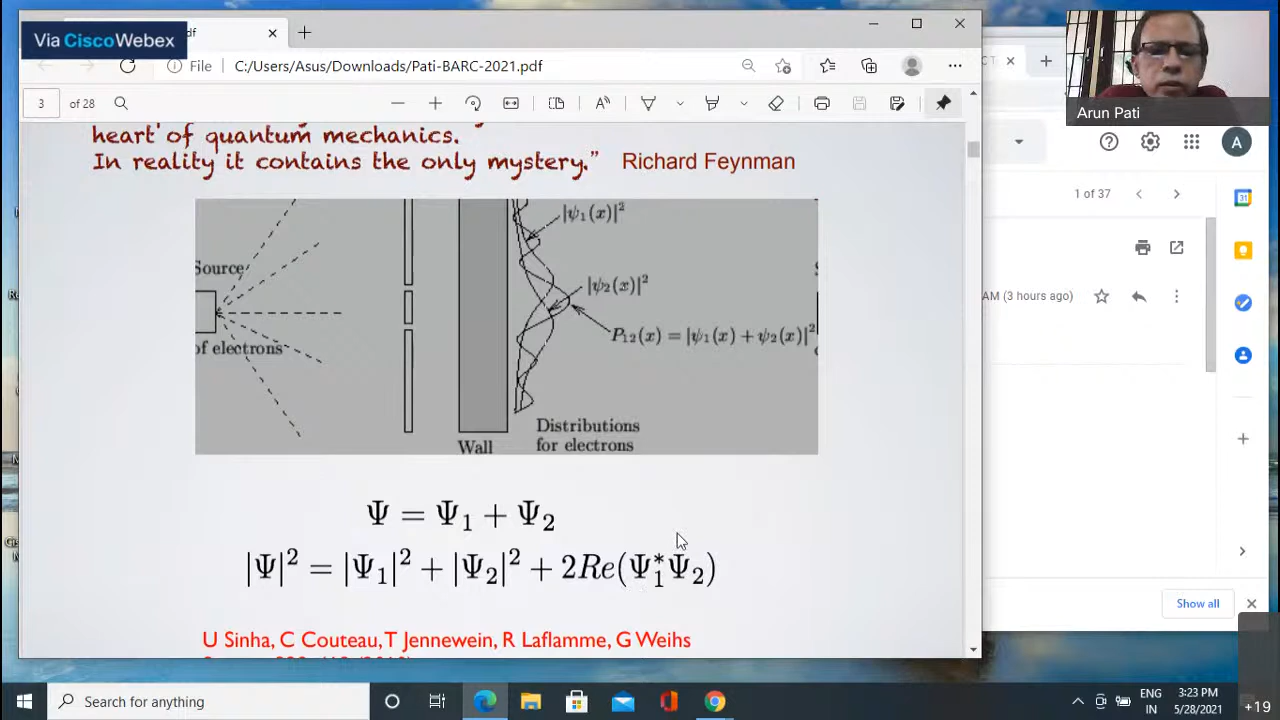 Via Cisco Webex
df
File
C:/Users/Asus/Downloads/Pati-BARC-2021.pdf
Arun Pati
3 of 28
A
1 of 37
heart of quantum mechanics.
In reality it contains the only mystery." Richard Feynman
|ψ₁(x)|²
Source
|ψ₂(x)|²
P₁₂(x) = |ψ₁(x) + ψ₂(x)|²
of electrons
Distributions
for electrons
Wall
AM (3 hours ago)
Ψ = Ψ₁ + Ψ₂
|Ψ|² = |Ψ₁|² + |Ψ₂|² + 2Re(Ψ₁*Ψ₂)
Show all
U Sinha, C Couteau, T Jennewein, R Laflamme, G Weihs
Search for anything
ENG
IN
3:23 PM
5/28/2021
+19